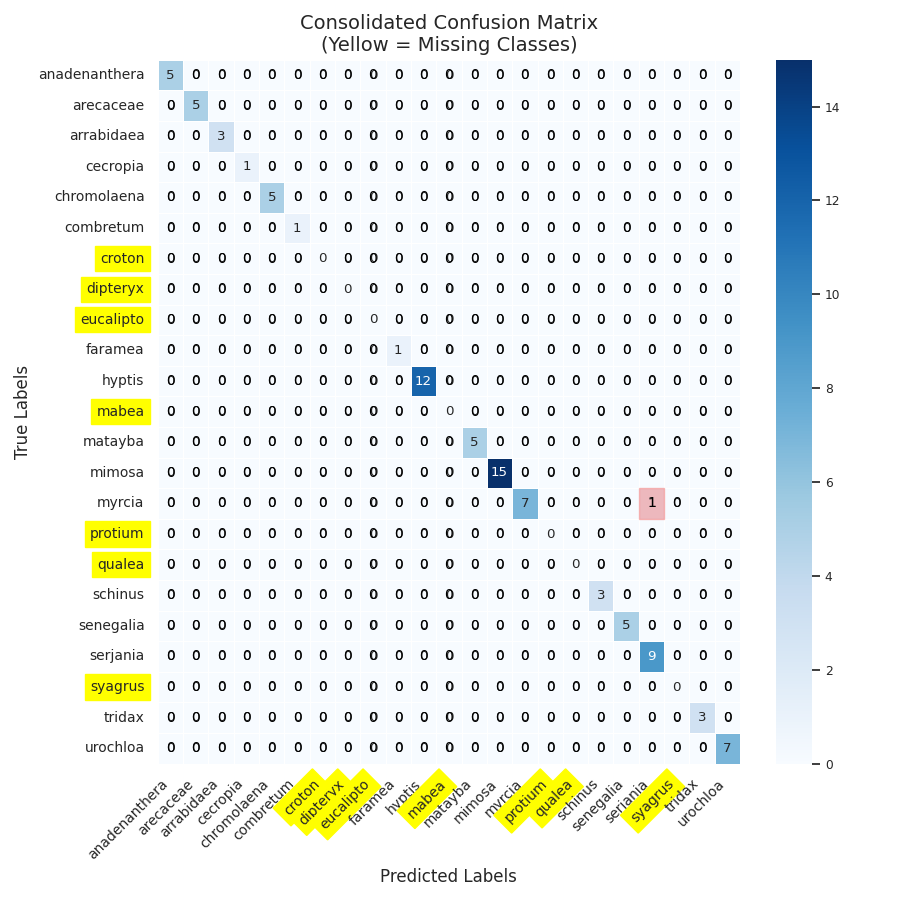 Consolidated Confusion Matrix
(Yellow = Missing Classes)
True Labels
anadenanthera 5 0 0 0 0 0 0 0 0 0 0 0 0 0 0 0 0 0 0 0 0 0 0
arecaceae 0 5 0 0 0 0 0 0 0 0 0 0 0 0 0 0 0 0 0 0 0 0 0
arrabidaea 0 0 3 0 0 0 0 0 0 0 0 0 0 0 0 0 0 0 0 0 0 0 0
cecropia 0 0 0 1 0 0 0 0 0 0 0 0 0 0 0 0 0 0 0 0 0 0 0
chromolaena 0 0 0 0 5 0 0 0 0 0 0 0 0 0 0 0 0 0 0 0 0 0 0
combretum 0 0 0 0 0 1 0 0 0 0 0 0 0 0 0 0 0 0 0 0 0 0 0
croton 0 0 0 0 0 0 0 0 0 0 0 0 0 0 0 0 0 0 0 0 0 0 0
dipteryx 0 0 0 0 0 0 0 0 0 0 0 0 0 0 0 0 0 0 0 0 0 0 0
eucalipto 0 0 0 0 0 0 0 0 0 0 0 0 0 0 0 0 0 0 0 0 0 0 0
faramea 0 0 0 0 0 0 0 0 0 1 0 0 0 0 0 0 0 0 0 0 0 0 0
hyptis 0 0 0 0 0 0 0 0 0 0 12 0 0 0 0 0 0 0 0 0 0 0 0
mabea 0 0 0 0 0 0 0 0 0 0 0 0 0 0 0 0 0 0 0 0 0 0 0
matayba 0 0 0 0 0 0 0 0 0 0 0 0 5 0 0 0 0 0 0 0 0 0 0
mimosa 0 0 0 0 0 0 0 0 0 0 0 0 0 15 0 0 0 0 0 0 0 0 0
myrcia 0 0 0 0 0 0 0 0 0 0 0 0 0 0 7 0 0 0 0 1 0 0 0
protium 0 0 0 0 0 0 0 0 0 0 0 0 0 0 0 0 0 0 0 0 0 0 0
qualea 0 0 0 0 0 0 0 0 0 0 0 0 0 0 0 0 0 0 0 0 0 0 0
schinus 0 0 0 0 0 0 0 0 0 0 0 0 0 0 0 0 0 3 0 0 0 0 0
senegalia 0 0 0 0 0 0 0 0 0 0 0 0 0 0 0 0 0 0 5 0 0 0 0
serjania 0 0 0 0 0 0 0 0 0 0 0 0 0 0 0 0 0 0 0 9 0 0 0
syagrus 0 0 0 0 0 0 0 0 0 0 0 0 0 0 0 0 0 0 0 0 0 0 0
tridax 0 0 0 0 0 0 0 0 0 0 0 0 0 0 0 0 0 0 0 0 0 3 0
urochloa 0 0 0 0 0 0 0 0 0 0 0 0 0 0 0 0 0 0 0 0 0 0 7
anadenanthera
arecaceae
arrabidaea
cecropia
chromolaena
combretum
croton
dipteryx
eucalipto
faramea
hyptis
mabea
matayba
mimosa
myrcia
protium
qualea
schinus
senegalia
serjania
syagrus
tridax
urochloa
Predicted Labels
14
12
10
8
6
4
2
0